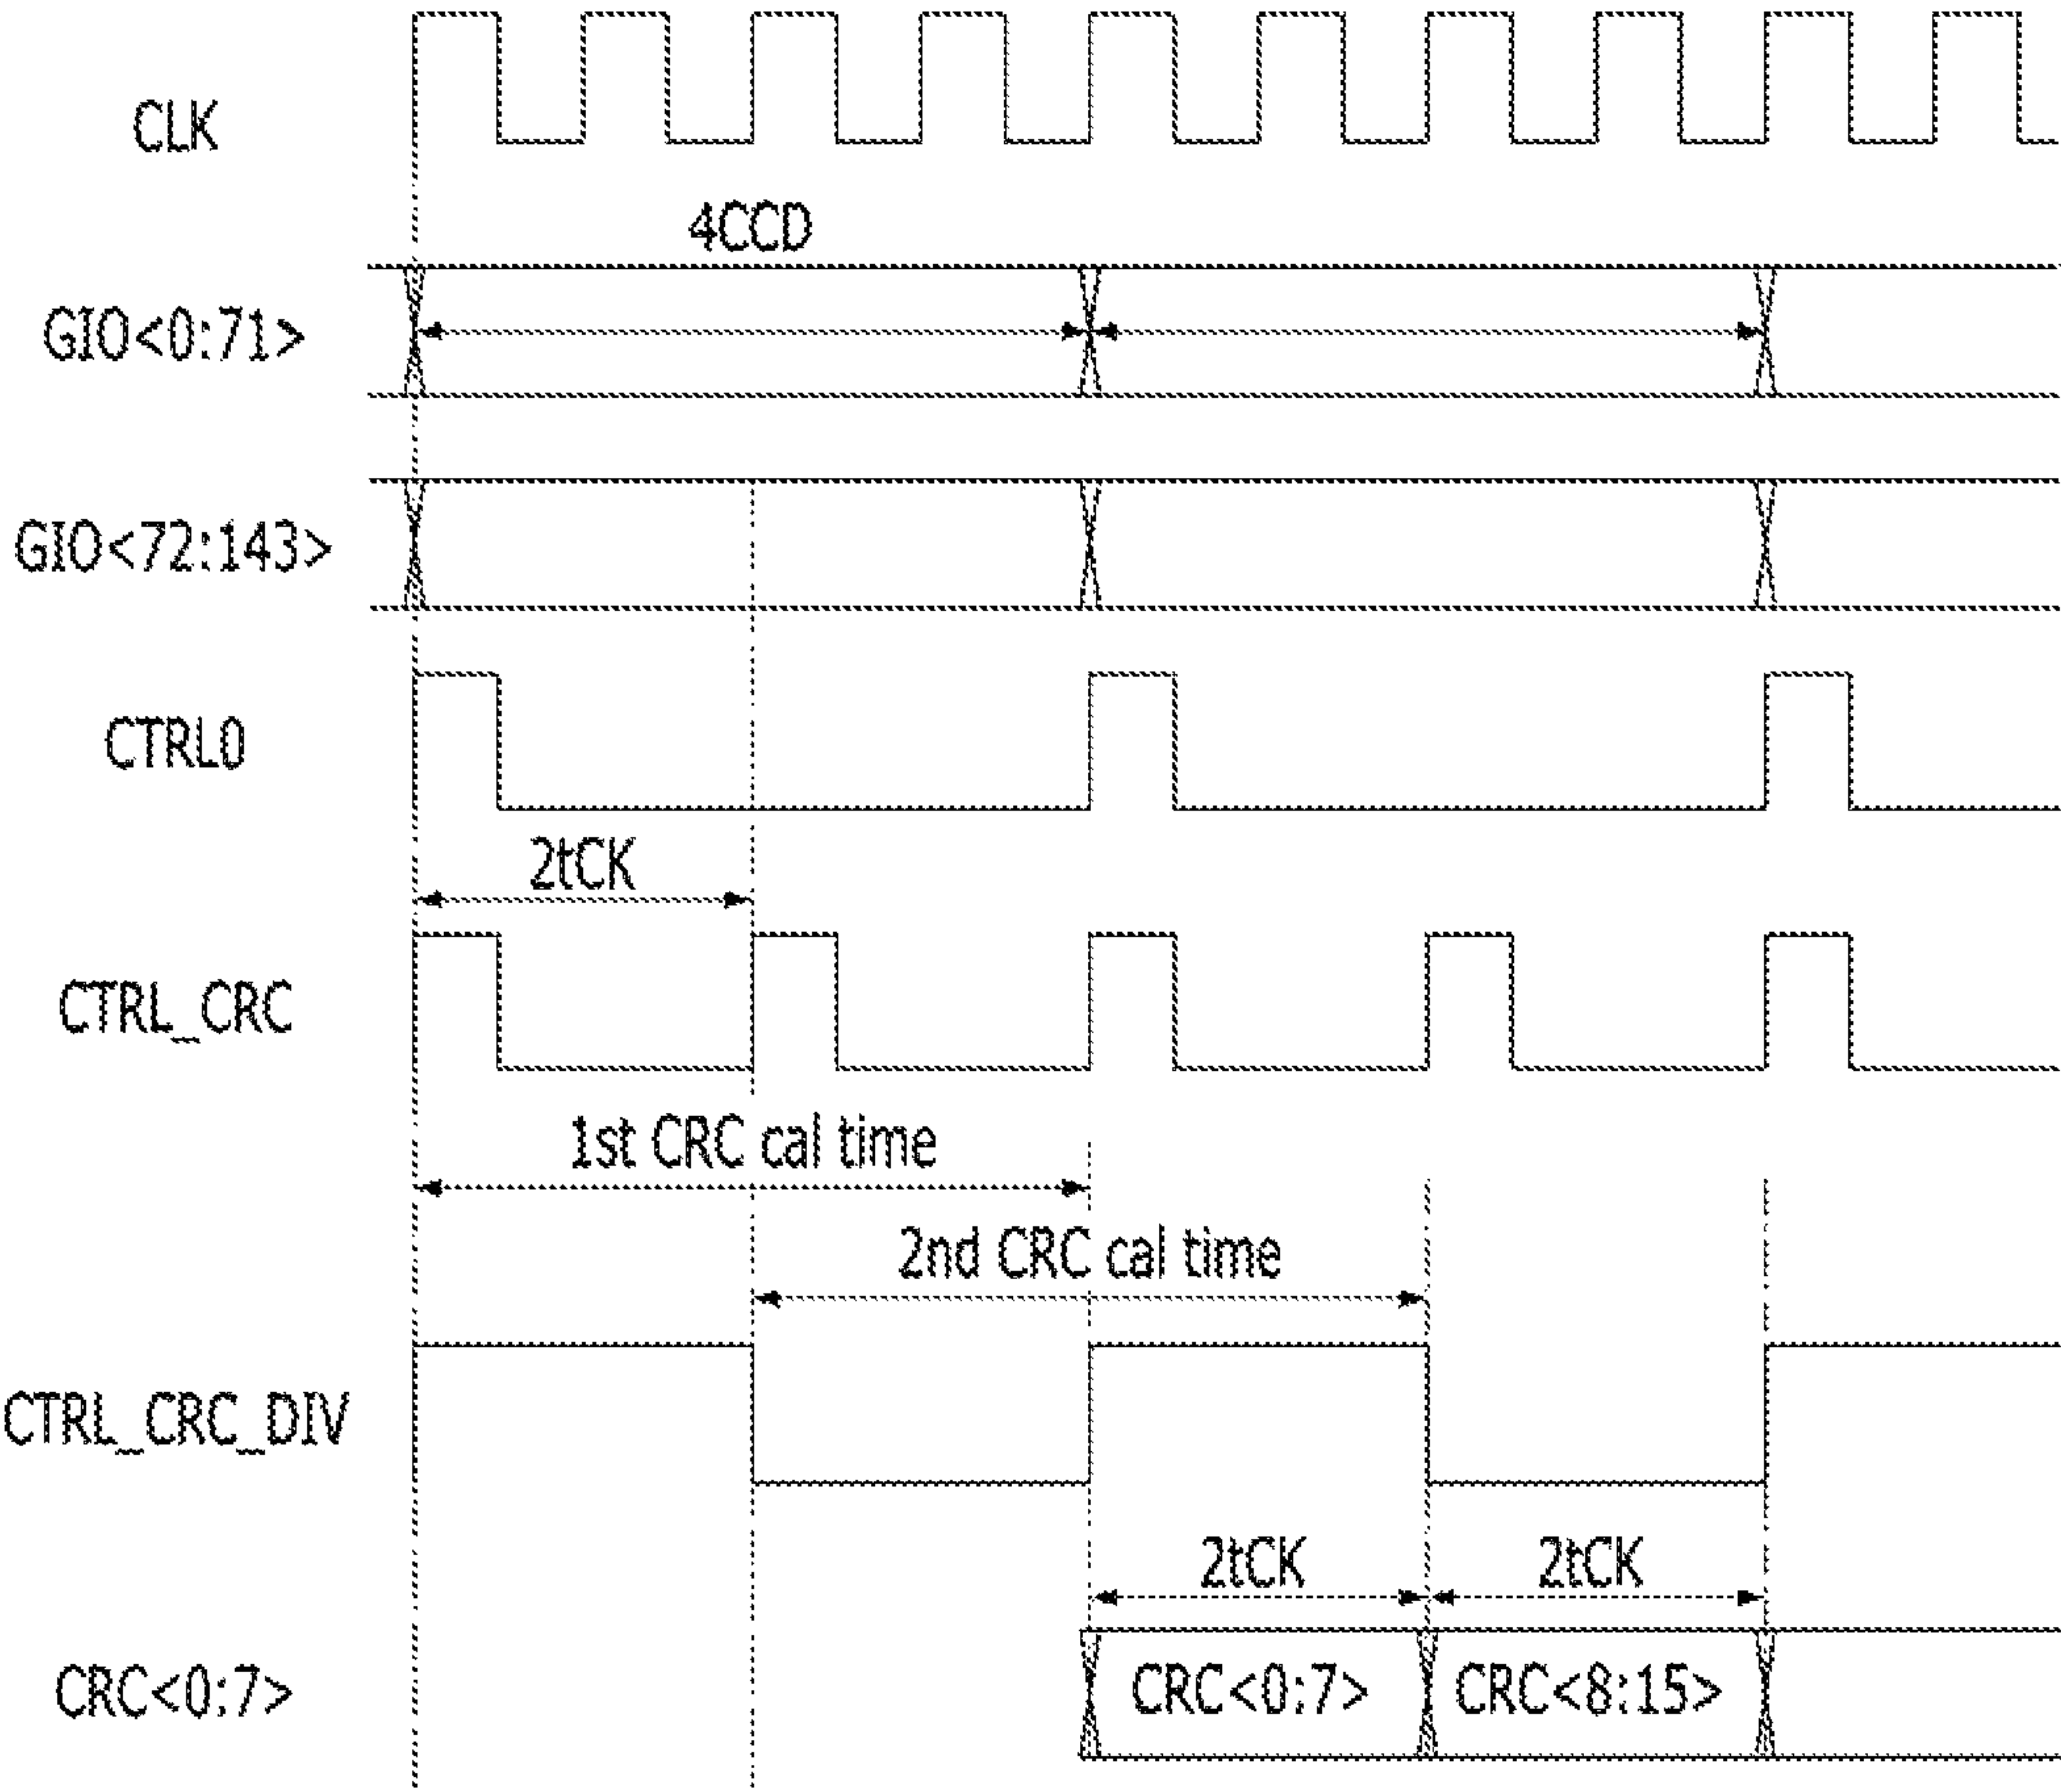 CLK
4CCD
GIO<0:71>
GIO<72:143>
CTRL0
2tCK
CTRL_CRC
1st CRC cal time
2nd CRC cal time
CTRL_CRC_DIV
2tCK 2tCK
CRC<0:7> CRC<0:7> CRC<8:15>